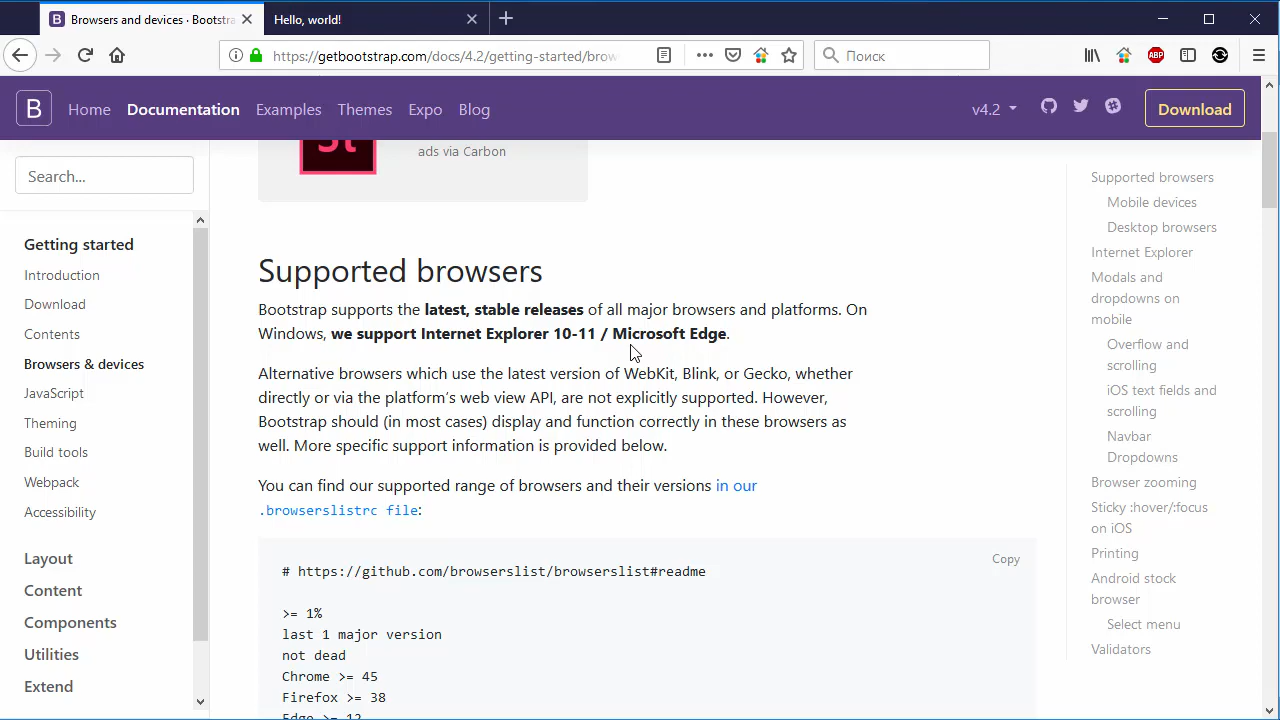 Browsers and devices · Bootstra
Hello, world!
https://getbootstrap.com/docs/4.2/getting-started/brow
Поиск
ABP
B
Home
Documentation
Examples
Themes
Expo
Blog
v4.2
Download
Search...
Getting started
Introduction
Download
Contents
Browsers & devices
JavaScript
Theming
Build tools
Webpack
Accessibility
Layout
Content
Components
Utilities
Extend
St
ads via Carbon
Supported browsers
Bootstrap supports the latest, stable releases of all major browsers and platforms. On
Windows, we support Internet Explorer 10-11 / Microsoft Edge.
Alternative browsers which use the latest version of WebKit, Blink, or Gecko, whether
directly or via the platform’s web view API, are not explicitly supported. However,
Bootstrap should (in most cases) display and function correctly in these browsers as
well. More specific support information is provided below.
You can find our supported range of browsers and their versions in our
.browserslistrc file:
Copy
# https://github.com/browserslist/browserslist#readme
>= 1%
last 1 major version
not dead
Chrome >= 45
Firefox >= 38
Edge >= 12
Supported browsers
Mobile devices
Desktop browsers
Internet Explorer
Modals and
dropdowns on
mobile
Overflow and
scrolling
iOS text fields and
scrolling
Navbar
Dropdowns
Browser zooming
Sticky :hover/:focus
on iOS
Printing
Android stock
browser
Select menu
Validators